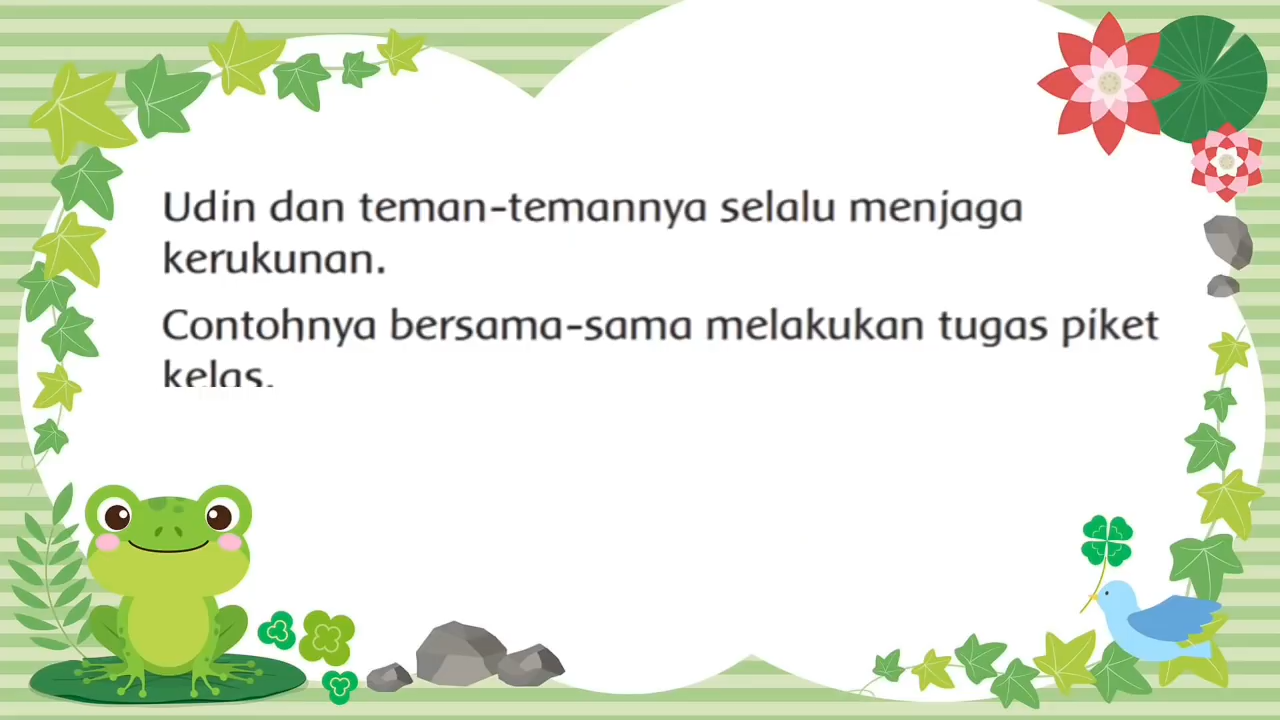 Udin dan teman-temannya selalu menjaga
kerukunan.
Contohnya bersama-sama melakukan tugas piket
kelas.